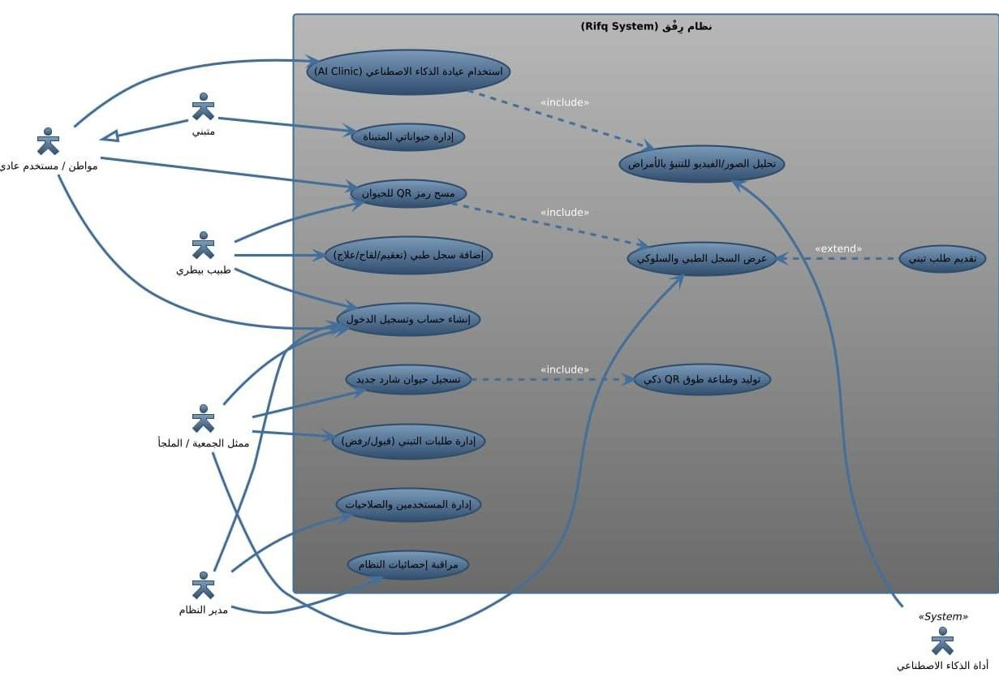 نظام رِفْق (Rifq System)
استخدام عيادة الذكاء الاصطناعي (AI Clinic)
«include»
متبني
إدارة حيواناتي المتبناة
تحليل الصور/الفيديو للتنبؤ بالأمراض
مواطن / مستخدم عادي
مسح رمز QR للحيوان
«include»
إضافة سجل طبي (تعقيم/لقاح/علاج)
عرض السجل الطبي والسلوكي
«extend»
تقديم طلب تبني
طبيب بيطري
إنشاء حساب وتسجيل الدخول
«include»
تسجيل حيوان شارد جديد
توليد وطباعة طوق QR ذكي
ممثل الجمعية / الملجأ
إدارة طلبات التبني (قبول/رفض)
إدارة المستخدمين والصلاحيات
مراقبة إحصائيات النظام
مدير النظام
«System»
أداة الذكاء الاصطناعي